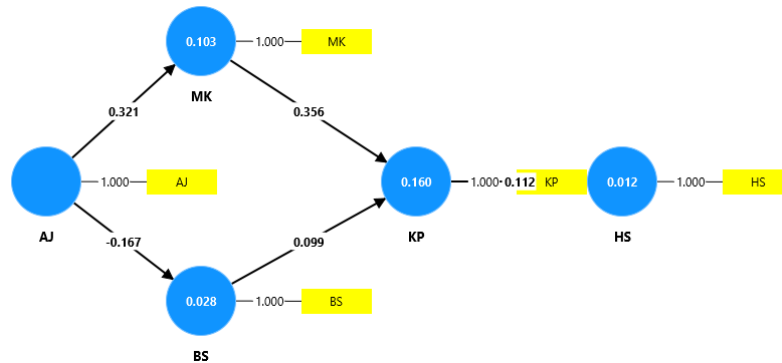 0.103
1.000
MK
MK
0.321
0.356
1.000
AJ
AJ
0.160
KP
1.000
0.112
KP
0.012
HS
1.000
HS
-0.167
0.099
0.028
BS
1.000
BS